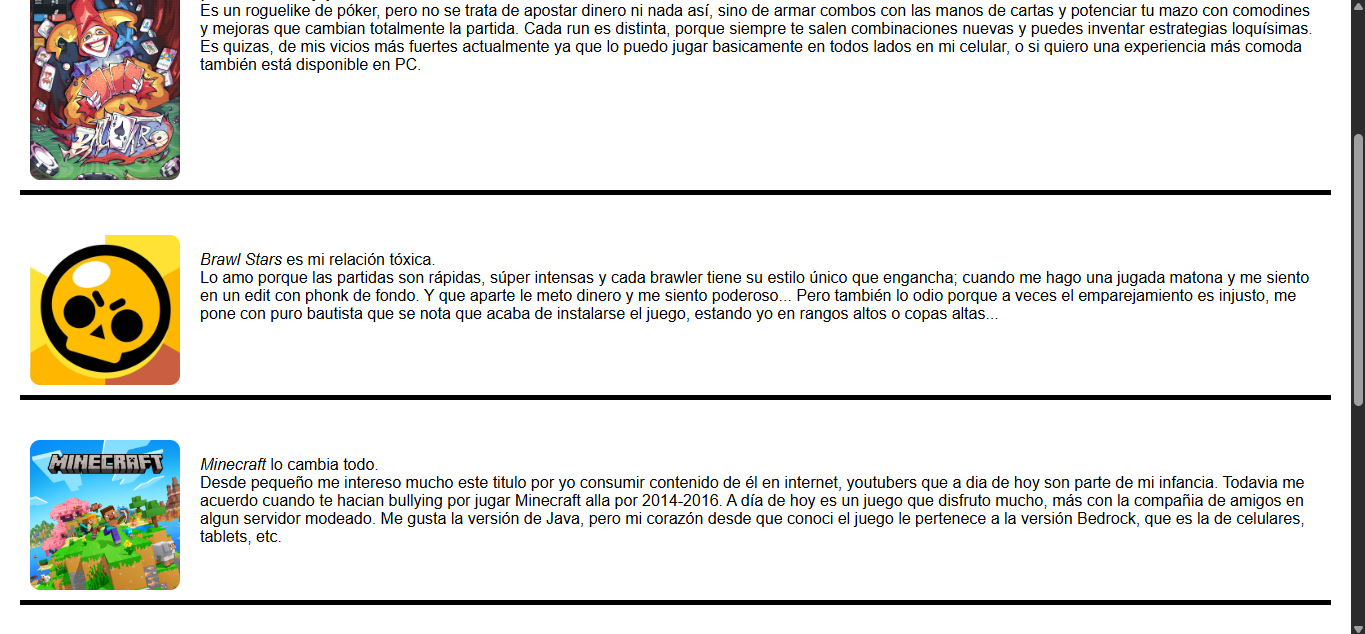 Es un roguelike de póker, pero no se trata de apostar dinero ni nada así, sino de armar combos con las manos de cartas y potenciar tu mazo con comodines
y mejoras que cambian totalmente la partida. Cada run es distinta, porque siempre te salen combinaciones nuevas y puedes inventar estrategias loquísimas.
Es quizas, de mis vicios más fuertes actualmente ya que lo puedo jugar basicamente en todos lados en mi celular, o si quiero una experiencia más comoda
también está disponible en PC.
BALATRO
Brawl Stars es mi relación tóxica.
Lo amo porque las partidas son rápidas, súper intensas y cada brawler tiene su estilo único que engancha; cuando me hago una jugada matona y me siento
en un edit con phonk de fondo. Y que aparte le meto dinero y me siento poderoso... Pero también lo odio porque a veces el emparejamiento es injusto, me
pone con puro bautista que se nota que acaba de instalarse el juego, estando yo en rangos altos o copas altas...
MINECRAFT
Minecraft lo cambia todo.
Desde pequeño me intereso mucho este titulo por yo consumir contenido de él en internet, youtubers que a dia de hoy son parte de mi infancia. Todavia me
acuerdo cuando te hacian bullying por jugar Minecraft alla por 2014-2016. A día de hoy es un juego que disfruto mucho, más con la compañia de amigos en
algun servidor modeado. Me gusta la versión de Java, pero mi corazón desde que conoci el juego le pertenece a la versión Bedrock, que es la de celulares,
tablets, etc.